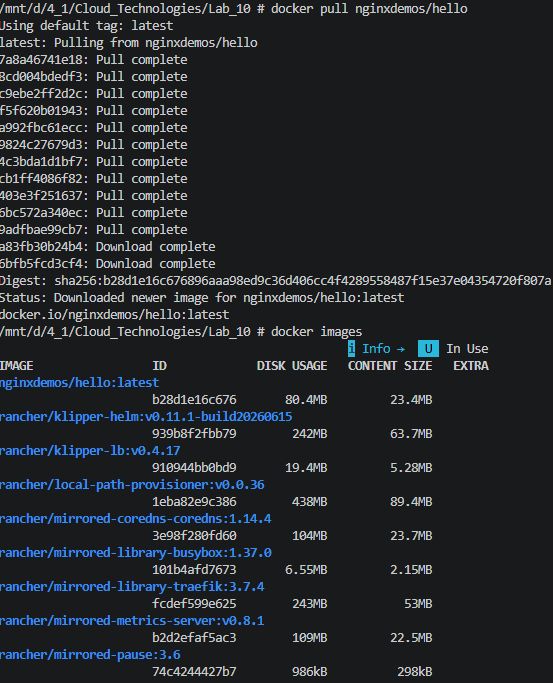 /mnt/d/4_1/Cloud_Technologies/Lab_10 # docker pull nginxdemos/hello
Using default tag: latest
latest: Pulling from nginxdemos/hello
7a8a46741e18: Pull complete
8cd004bdedf3: Pull complete
c9ebe2ff2d2c: Pull complete
f5f620b01943: Pull complete
a992fbc61ecc: Pull complete
9824c27679d3: Pull complete
4c3bda1d1bf7: Pull complete
cb1ff4086f82: Pull complete
403e3f251637: Pull complete
6bc572a340ec: Pull complete
9adfbae99cb7: Pull complete
a83fb30b24b4: Download complete
6bfb5fcd3cf4: Download complete
Digest: sha256:b28d1e16c676896aaa98ed9c36d406cc4f4289558487f15e37e04354720f807a
Status: Downloaded newer image for nginxdemos/hello:latest
docker.io/nginxdemos/hello:latest
/mnt/d/4_1/Cloud_Technologies/Lab_10 # docker images
i Info → U In Use
IMAGE ID DISK USAGE CONTENT SIZE EXTRA
nginxdemos/hello:latest
b28d1e16c676 80.4MB 23.4MB
rancher/klipper-helm:v0.11.1-build20260615
939b8f2fbb79 242MB 63.7MB
rancher/klipper-lb:v0.4.17
910944bb0bd9 19.4MB 5.28MB
rancher/local-path-provisioner:v0.0.36
1eba82e9c386 438MB 89.4MB
rancher/mirrored-coredns-coredns:1.14.4
3e98f280fd60 104MB 23.7MB
rancher/mirrored-library-busybox:1.37.0
101b4afd7673 6.55MB 2.15MB
rancher/mirrored-library-traefik:3.7.4
fcdef599e625 243MB 53MB
rancher/mirrored-metrics-server:v0.8.1
b2d2efaf5ac3 109MB 22.5MB
rancher/mirrored-pause:3.6
74c4244427b7 986kB 298kB